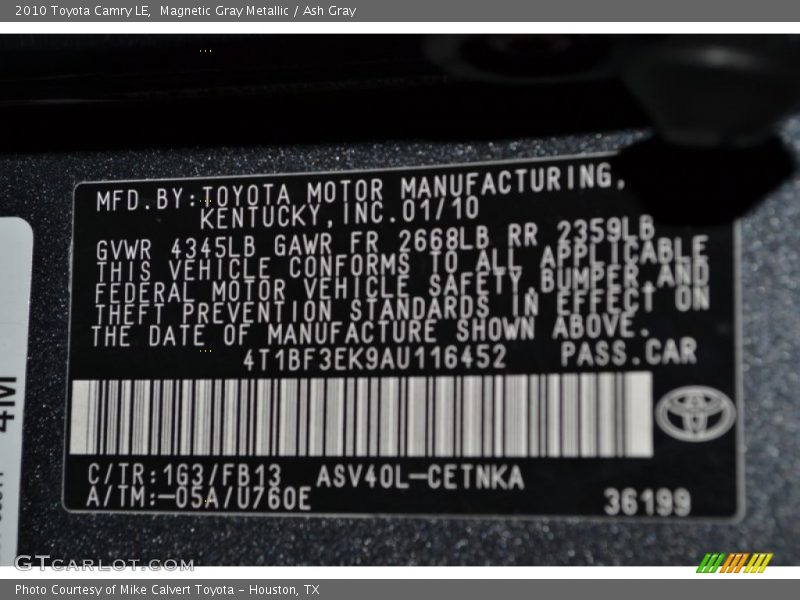 2010 Toyota Camry LE, Magnetic Gray Metallic / Ash Gray
MFD.BY:TOYOTA MOTOR MANUFACTURING,
KENTUCKY,INC.01/10
GVWR 4345LB GAWR FR 2668LB RR 2359LB
THIS VEHICLE CONFORMS TO ALL APPLICABLE
FEDERAL MOTOR VEHICLE SAFETY,BUMPER,AND
THEFT PREVENTION STANDARDS IN EFFECT ON
THE DATE OF MANUFACTURE SHOWN ABOVE.
4T1BF3EK9AU116452 PASS.CAR
C/TR:1G3/FB13 ASV40L-CETNKA
A/TM:-05A/U760E
36199
4M
GTCARLOT.COM
Photo Courtesy of Mike Calvert Toyota - Houston, TX